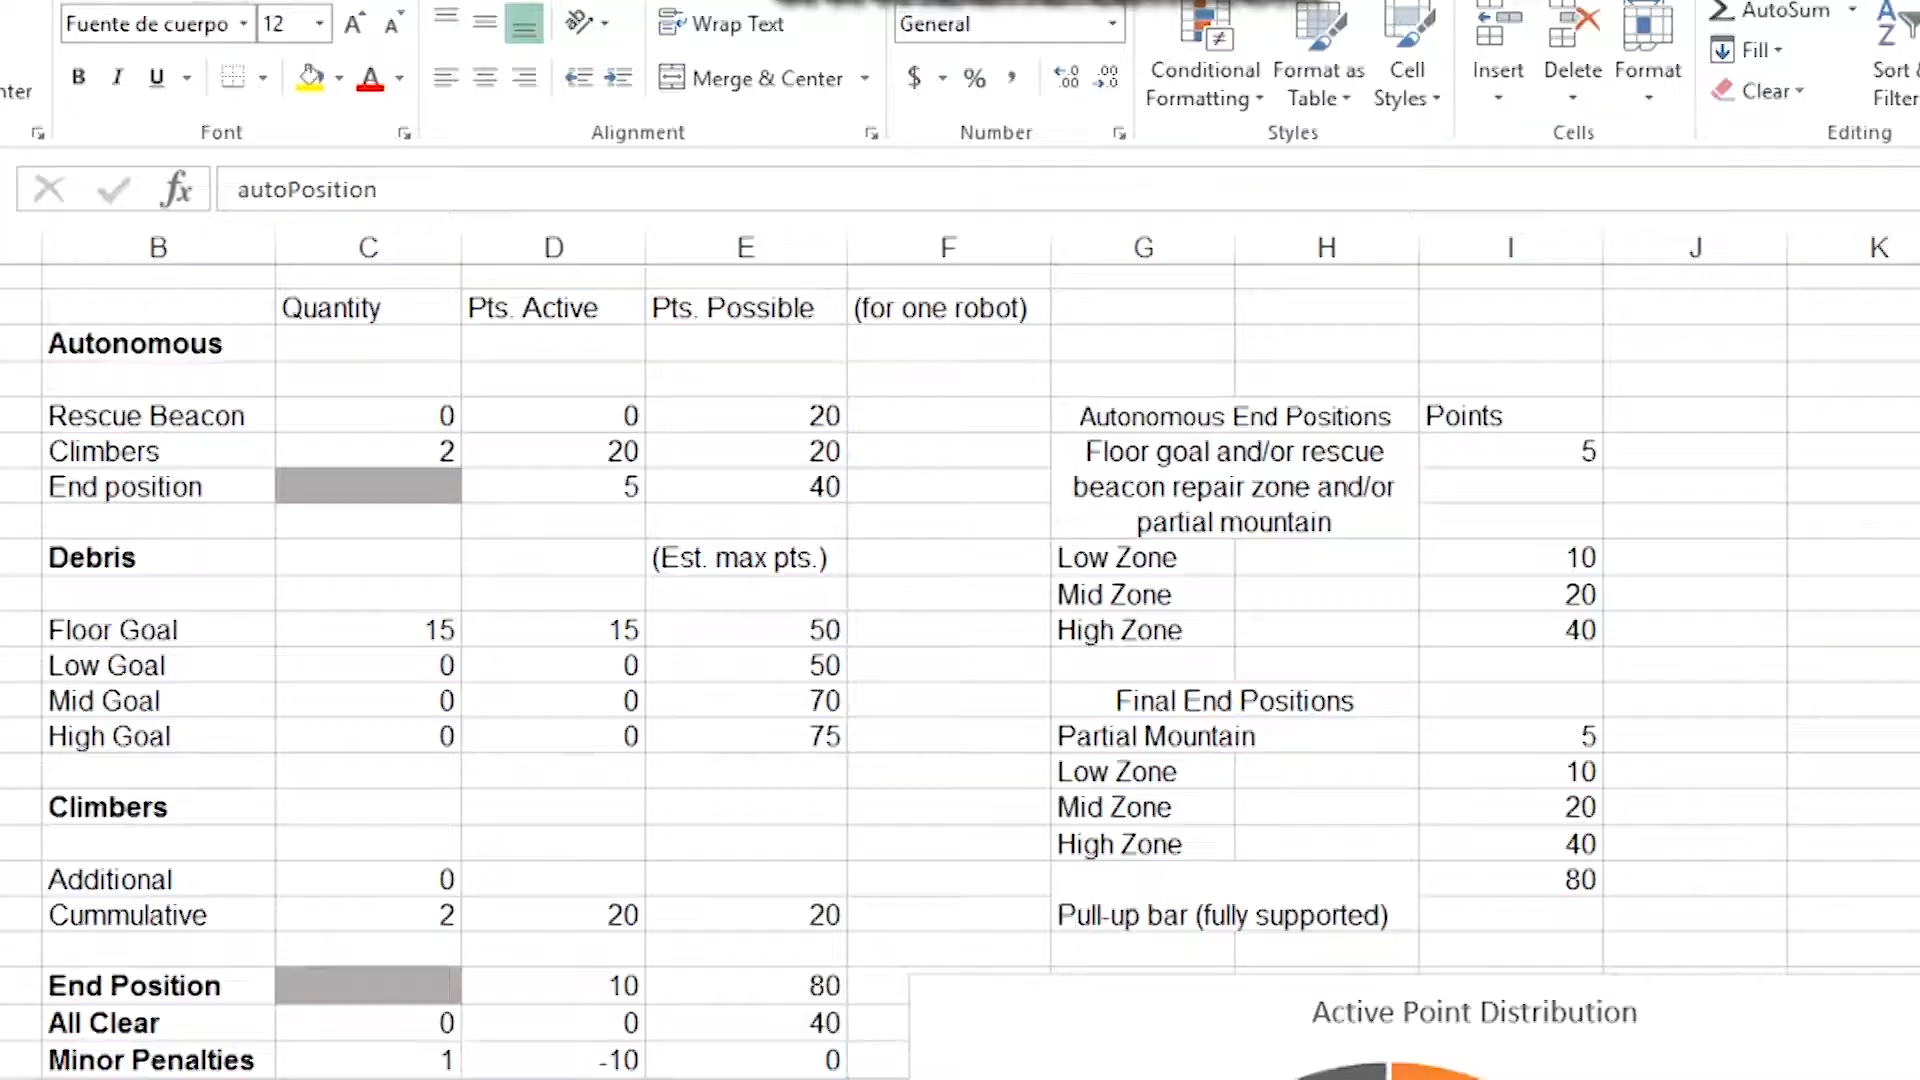 Fuente de cuerpo 12 A A Wrap Text General AutoSum
B I U A Merge & Center $ % , Conditional Formatting Format as Table Cell Styles Insert Delete Format Fill Clear Sort & Filter
Font Alignment Number Styles Cells Editing
fx autoPosition
B C D E F G H I J K
Quantity Pts. Active Pts. Possible (for one robot)
Autonomous
Rescue Beacon 0 0 20 Autonomous End Positions Points
Climbers 2 20 20 Floor goal and/or rescue 5
End position 5 40 beacon repair zone and/or
partial mountain
Debris (Est. max pts.) Low Zone 10
Mid Zone 20
Floor Goal 15 15 50 High Zone 40
Low Goal 0 0 50
Mid Goal 0 0 70 Final End Positions
High Goal 0 0 75 Partial Mountain 5
Low Zone 10
Climbers Mid Zone 20
High Zone 40
Additional 0 80
Cummulative 2 20 20 Pull-up bar (fully supported)
End Position 10 80
Active Point Distribution
All Clear 0 0 40
Minor Penalties 1 -10 0